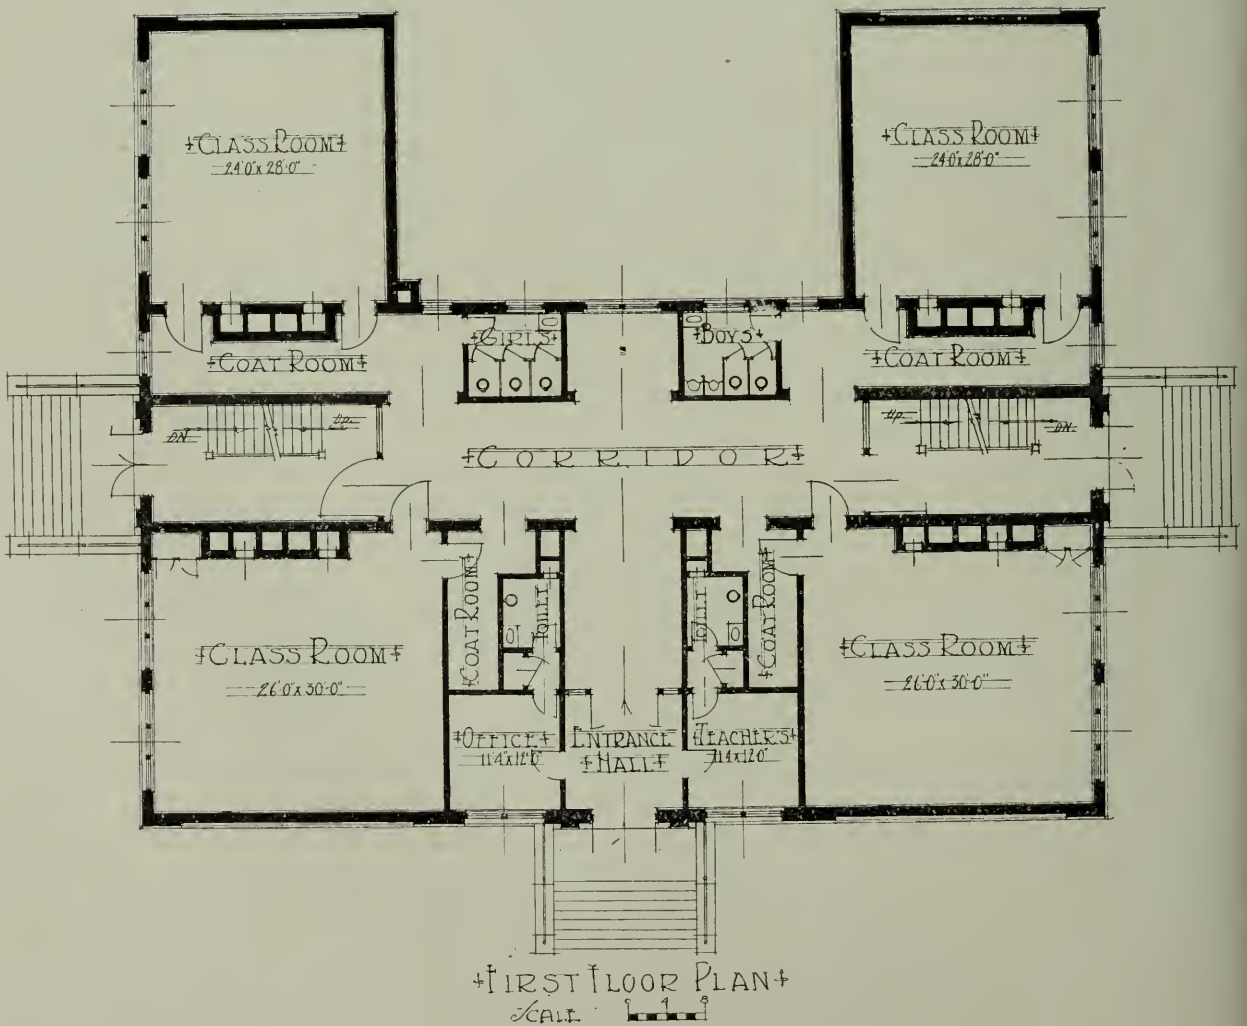 CLASS ROOM
24'0" x 28'-0"
CLASS ROOM
24'0" x 28'0"
GIRLS
BOYS
COAT ROOM
COAT ROOM
DN.
UP.
UP.
DN.
CORRIDOR
COAT ROOM
TOILET
TOILET
COAT ROOM
CLASS ROOM
26'0" x 30'-0"
CLASS ROOM
26'0" x 30'-0"
OFFICE
11'4" x 12'0"
ENTRANCE
HALL
TEACHERS
11'4 x 12'0"
FIRST FLOOR PLAN
SCALE 0 4 8